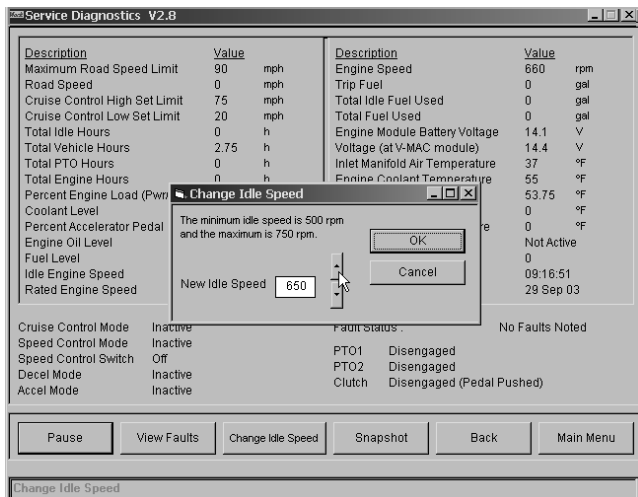 Service Diagnostics V2.8
Description Value
Maximum Road Speed Limit 90 mph
Road Speed 0 mph
Cruise Control High Set Limit 75 mph
Cruise Control Low Set Limit 20 mph
Total Idle Hours 0 h
Total Vehicle Hours 2.75 h
Total PTO Hours 0 h
Total Engine Hours 0 h
Percent Engine Load (Pwr
Coolant Level
Percent Accelerator Pedal
Engine Oil Level
Fuel Level
Idle Engine Speed
Rated Engine Speed
Description Value
Engine Speed 660 rpm
Trip Fuel 0 gal
Total Idle Fuel Used 0 gal
Total Fuel Used 0 gal
Engine Module Battery Voltage 14.1 V
Voltage (at V-MAC module) 14.4 V
Inlet Manifold Air Temperature 37 °F
Engine Coolant Temperature 55 °F
53.75 °F
0 °F
0 °F
Not Active
0
09:16:51
29 Sep 03
Change Idle Speed
The minimum idle speed is 500 rpm
and the maximum is 750 rpm.
New Idle Speed 650
OK
Cancel
Cruise Control Mode Inactive
Speed Control Mode Inactive
Speed Control Switch Off
Decel Mode Inactive
Accel Mode Inactive
Fault Status : No Faults Noted
PTO1 Disengaged
PTO2 Disengaged
Clutch Disengaged (Pedal Pushed)
Pause View Faults Change Idle Speed Snapshot Back Main Menu
Change Idle Speed